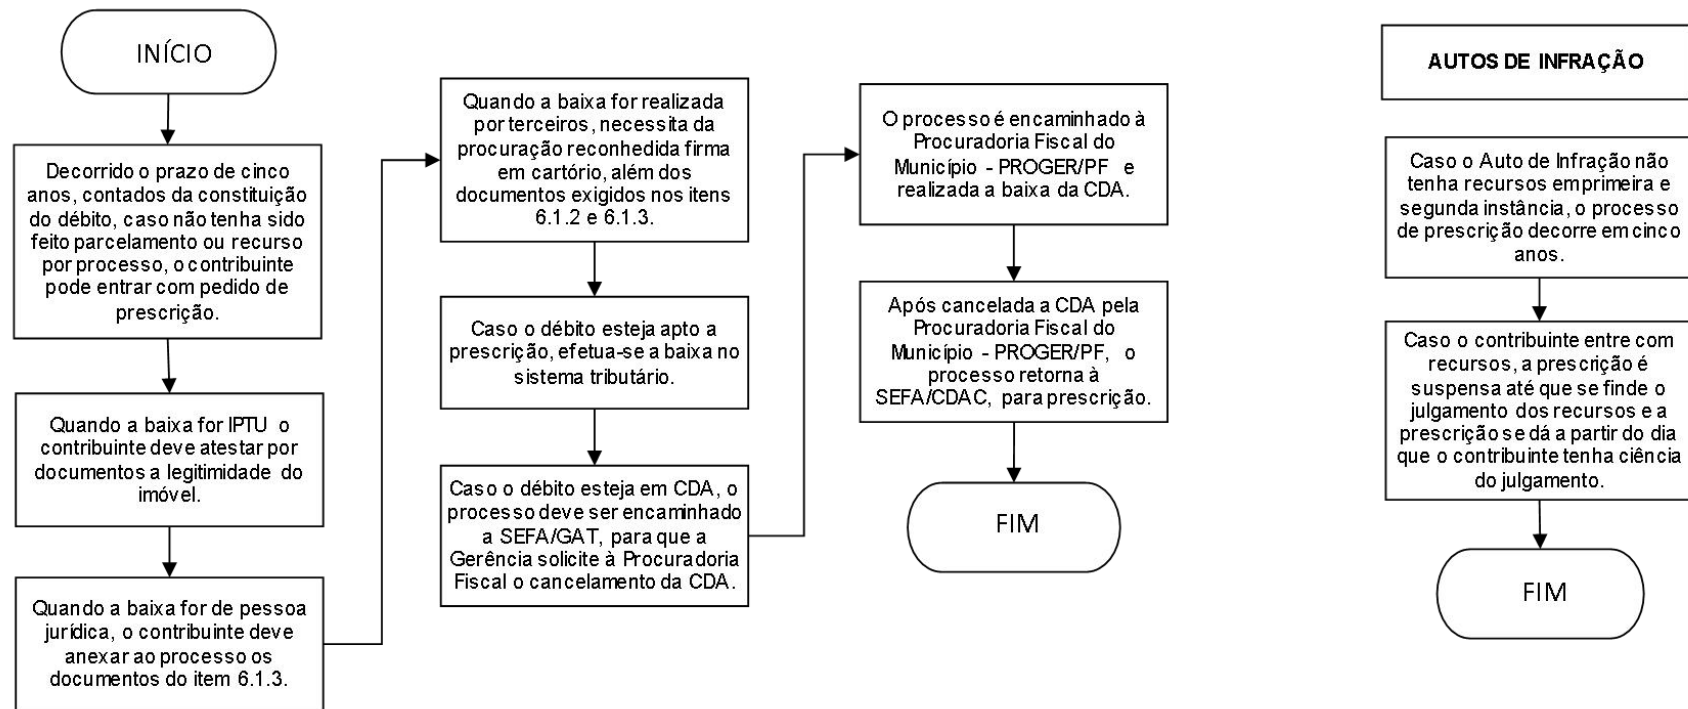 INÍCIO
Decorrido o prazo de cinco
anos, contados da constituição
do débito, caso não tenha sido
feito parcelamento ou recurso
por processo, o contribuinte
pode entrar com pedido de
prescrição.
Quando a baixa for IPTU o
contribuinte deve atestar por
documentos a legitimidade do
imóvel.
Quando a baixa for de pessoa
jurídica, o contribuinte deve
anexar ao processo os
documentos do item 6.1.3.
Quando a baixa for realizada
por terceiros, necessita da
procuração reconhedida firma
em cartório, além dos
documentos exigidos nos itens
6.1.2 e 6.1.3.
Caso o débito esteja apto a
prescrição, efetua-se a baixa no
sistema tributário.
Caso o débito esteja em CDA, o
processo deve ser encaminhado
a SEFA/GAT, para que a
Gerência solicite à Procuradoria
Fiscal o cancelamento da CDA.
O processo é encaminhado à
Procuradoria Fiscal do
Município - PROGER/PF e
realizada a baixa da CDA.
Após cancelada a CDA pela
Procuradoria Fiscal do
Município - PROGER/PF, o
processo retorna à
SEFA/CDAC, para prescrição.
FIM
AUTOS DE INFRAÇÃO
Caso o Auto de Infração não
tenha recursos em primeira e
segunda instância, o processo
de prescrição decorre em cinco
anos.
Caso o contribuinte entre com
recursos, a prescrição é
suspensa até que se finde o
julgamento dos recursos e a
prescrição se dá a partir do dia
que o contribuinte tenha ciência
do julgamento.
FIM